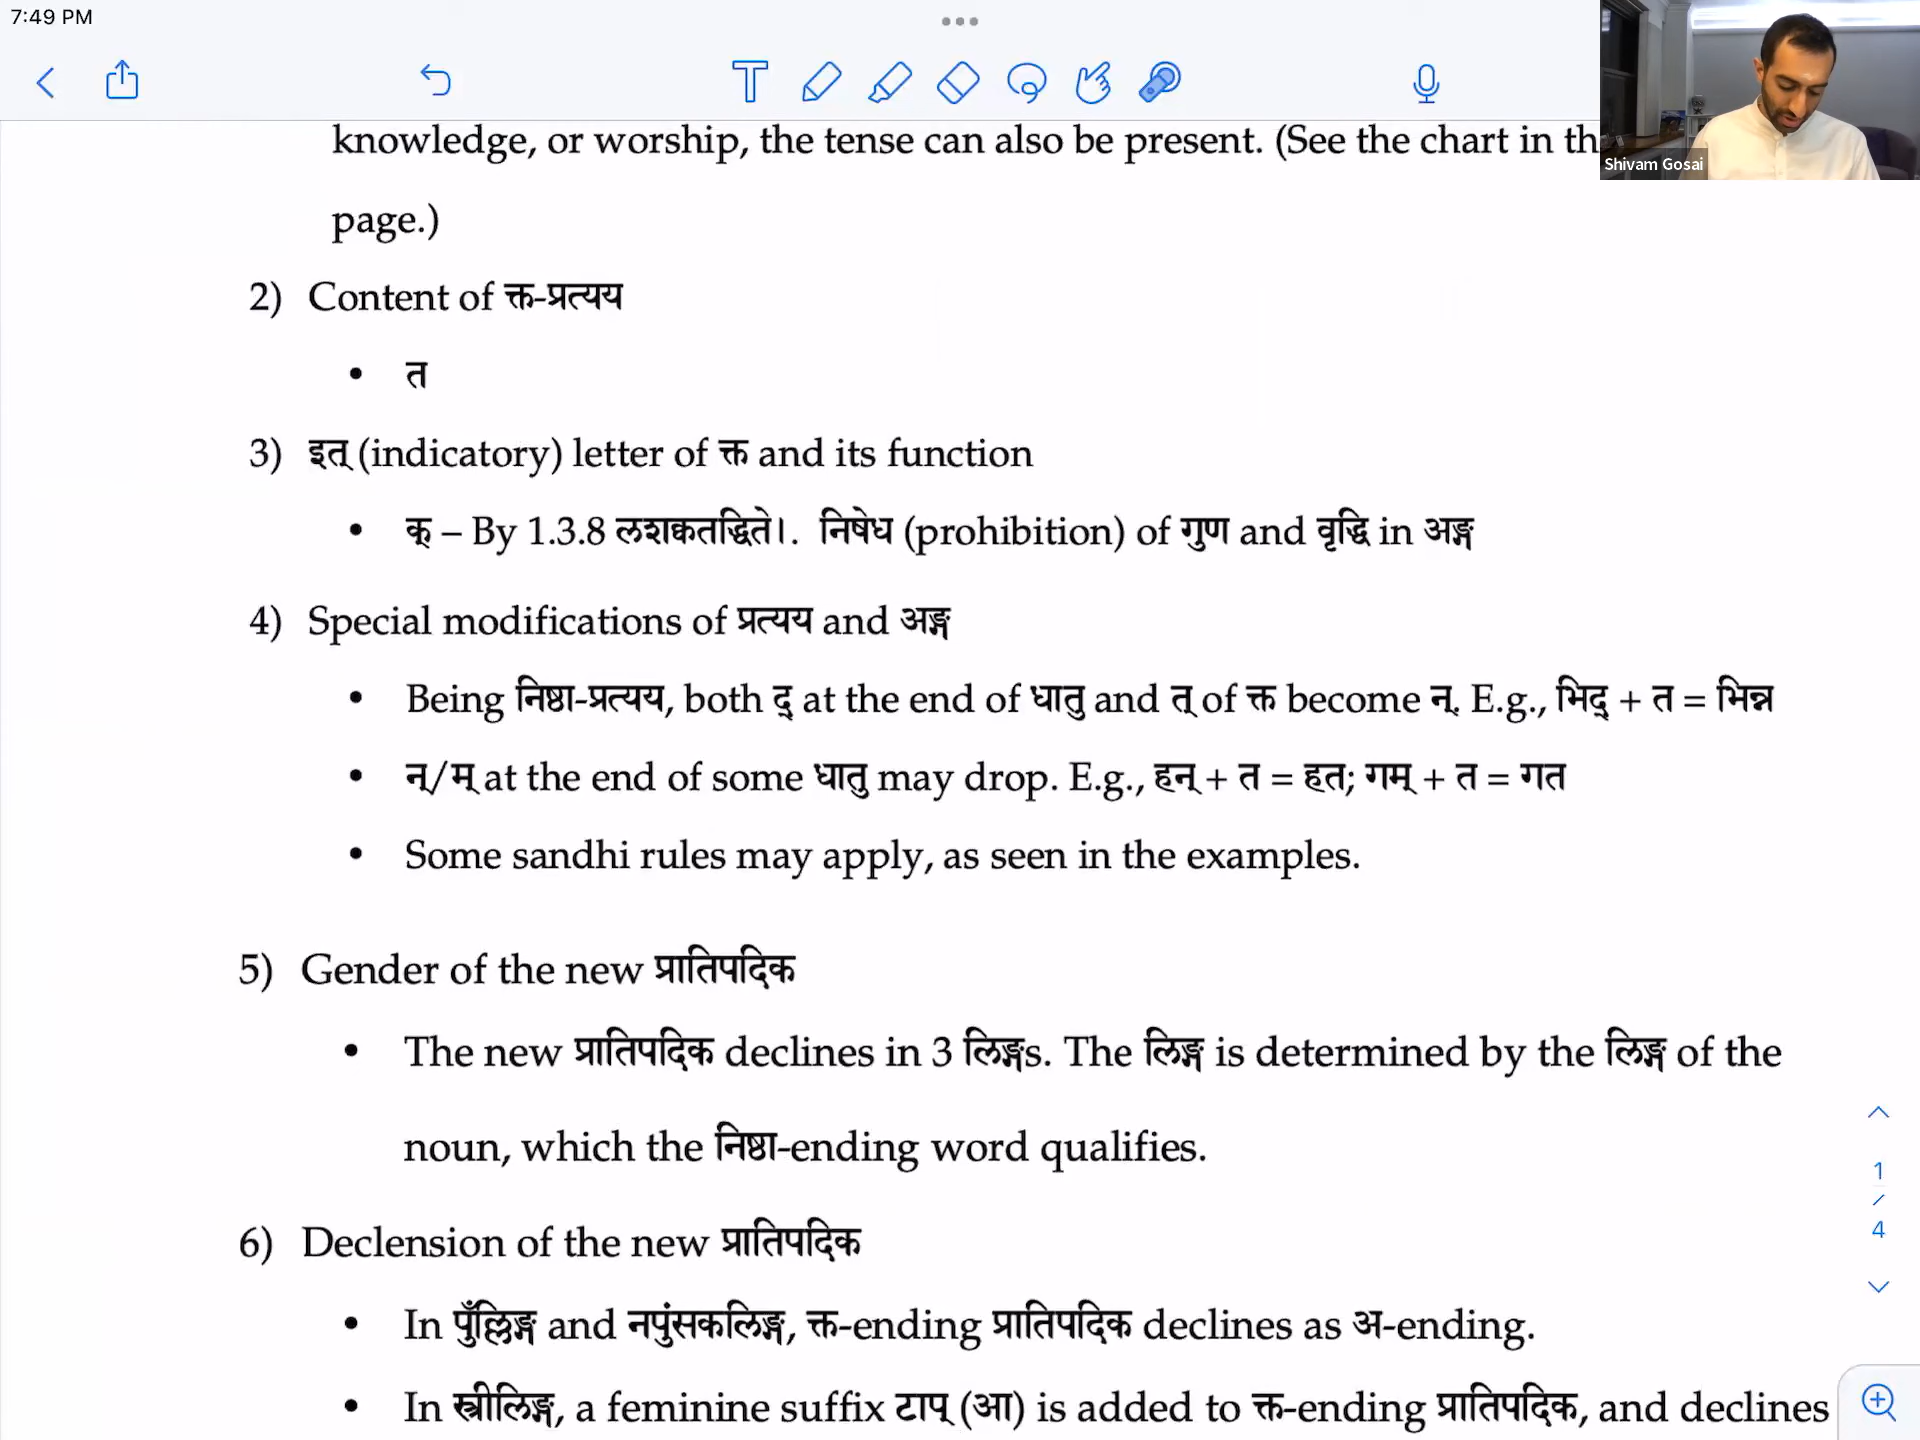 7:49 PM
Shivam Gosai
knowledge, or worship, the tense can also be present. (See the chart in th
page.)
2) Content of क्त-प्रत्यय
• त
3) इत् (indicatory) letter of क्त and its function
• क् – By 1.3.8 लशक्वतद्धिते।. निषेध (prohibition) of गुण and वृद्धि in अङ्ग
4) Special modifications of प्रत्यय and अङ्ग
• Being निष्ठा-प्रत्यय, both द् at the end of धातु and त् of क्त become न्. E.g., भिद् + त = भिन्न
• न्/म् at the end of some धातु may drop. E.g., हन् + त = हत; गम् + त = गत
• Some sandhi rules may apply, as seen in the examples.
5) Gender of the new प्रातिपदिक
• The new प्रातिपदिक declines in 3 लिङ्गs. The लिङ्ग is determined by the लिङ्ग of the
noun, which the निष्ठा-ending word qualifies.
6) Declension of the new प्रातिपदिक
• In पुँल्लिङ्ग and नपुंसकलिङ्ग, क्त-ending प्रातिपदिक declines as अ-ending.
• In स्त्रीलिङ्ग, a feminine suffix टाप् (आ) is added to क्त-ending प्रातिपदिक, and declines
1
/
4